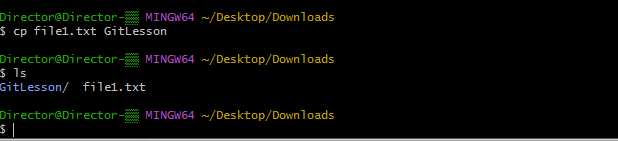 Director@Director-▒▒ MINGW64 ~/Desktop/Downloads
$ cp file1.txt GitLesson
Director@Director-▒▒ MINGW64 ~/Desktop/Downloads
$ ls
GitLesson/  file1.txt
Director@Director-▒▒ MINGW64 ~/Desktop/Downloads
$